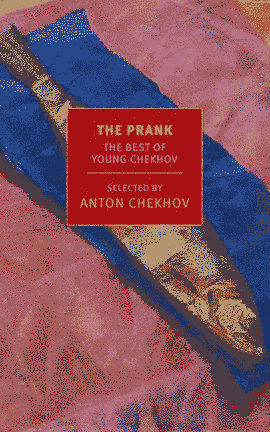 THE PRANK
THE BEST OF
YOUNG CHEKHOV
SELECTED BY
ANTON CHEKHOV